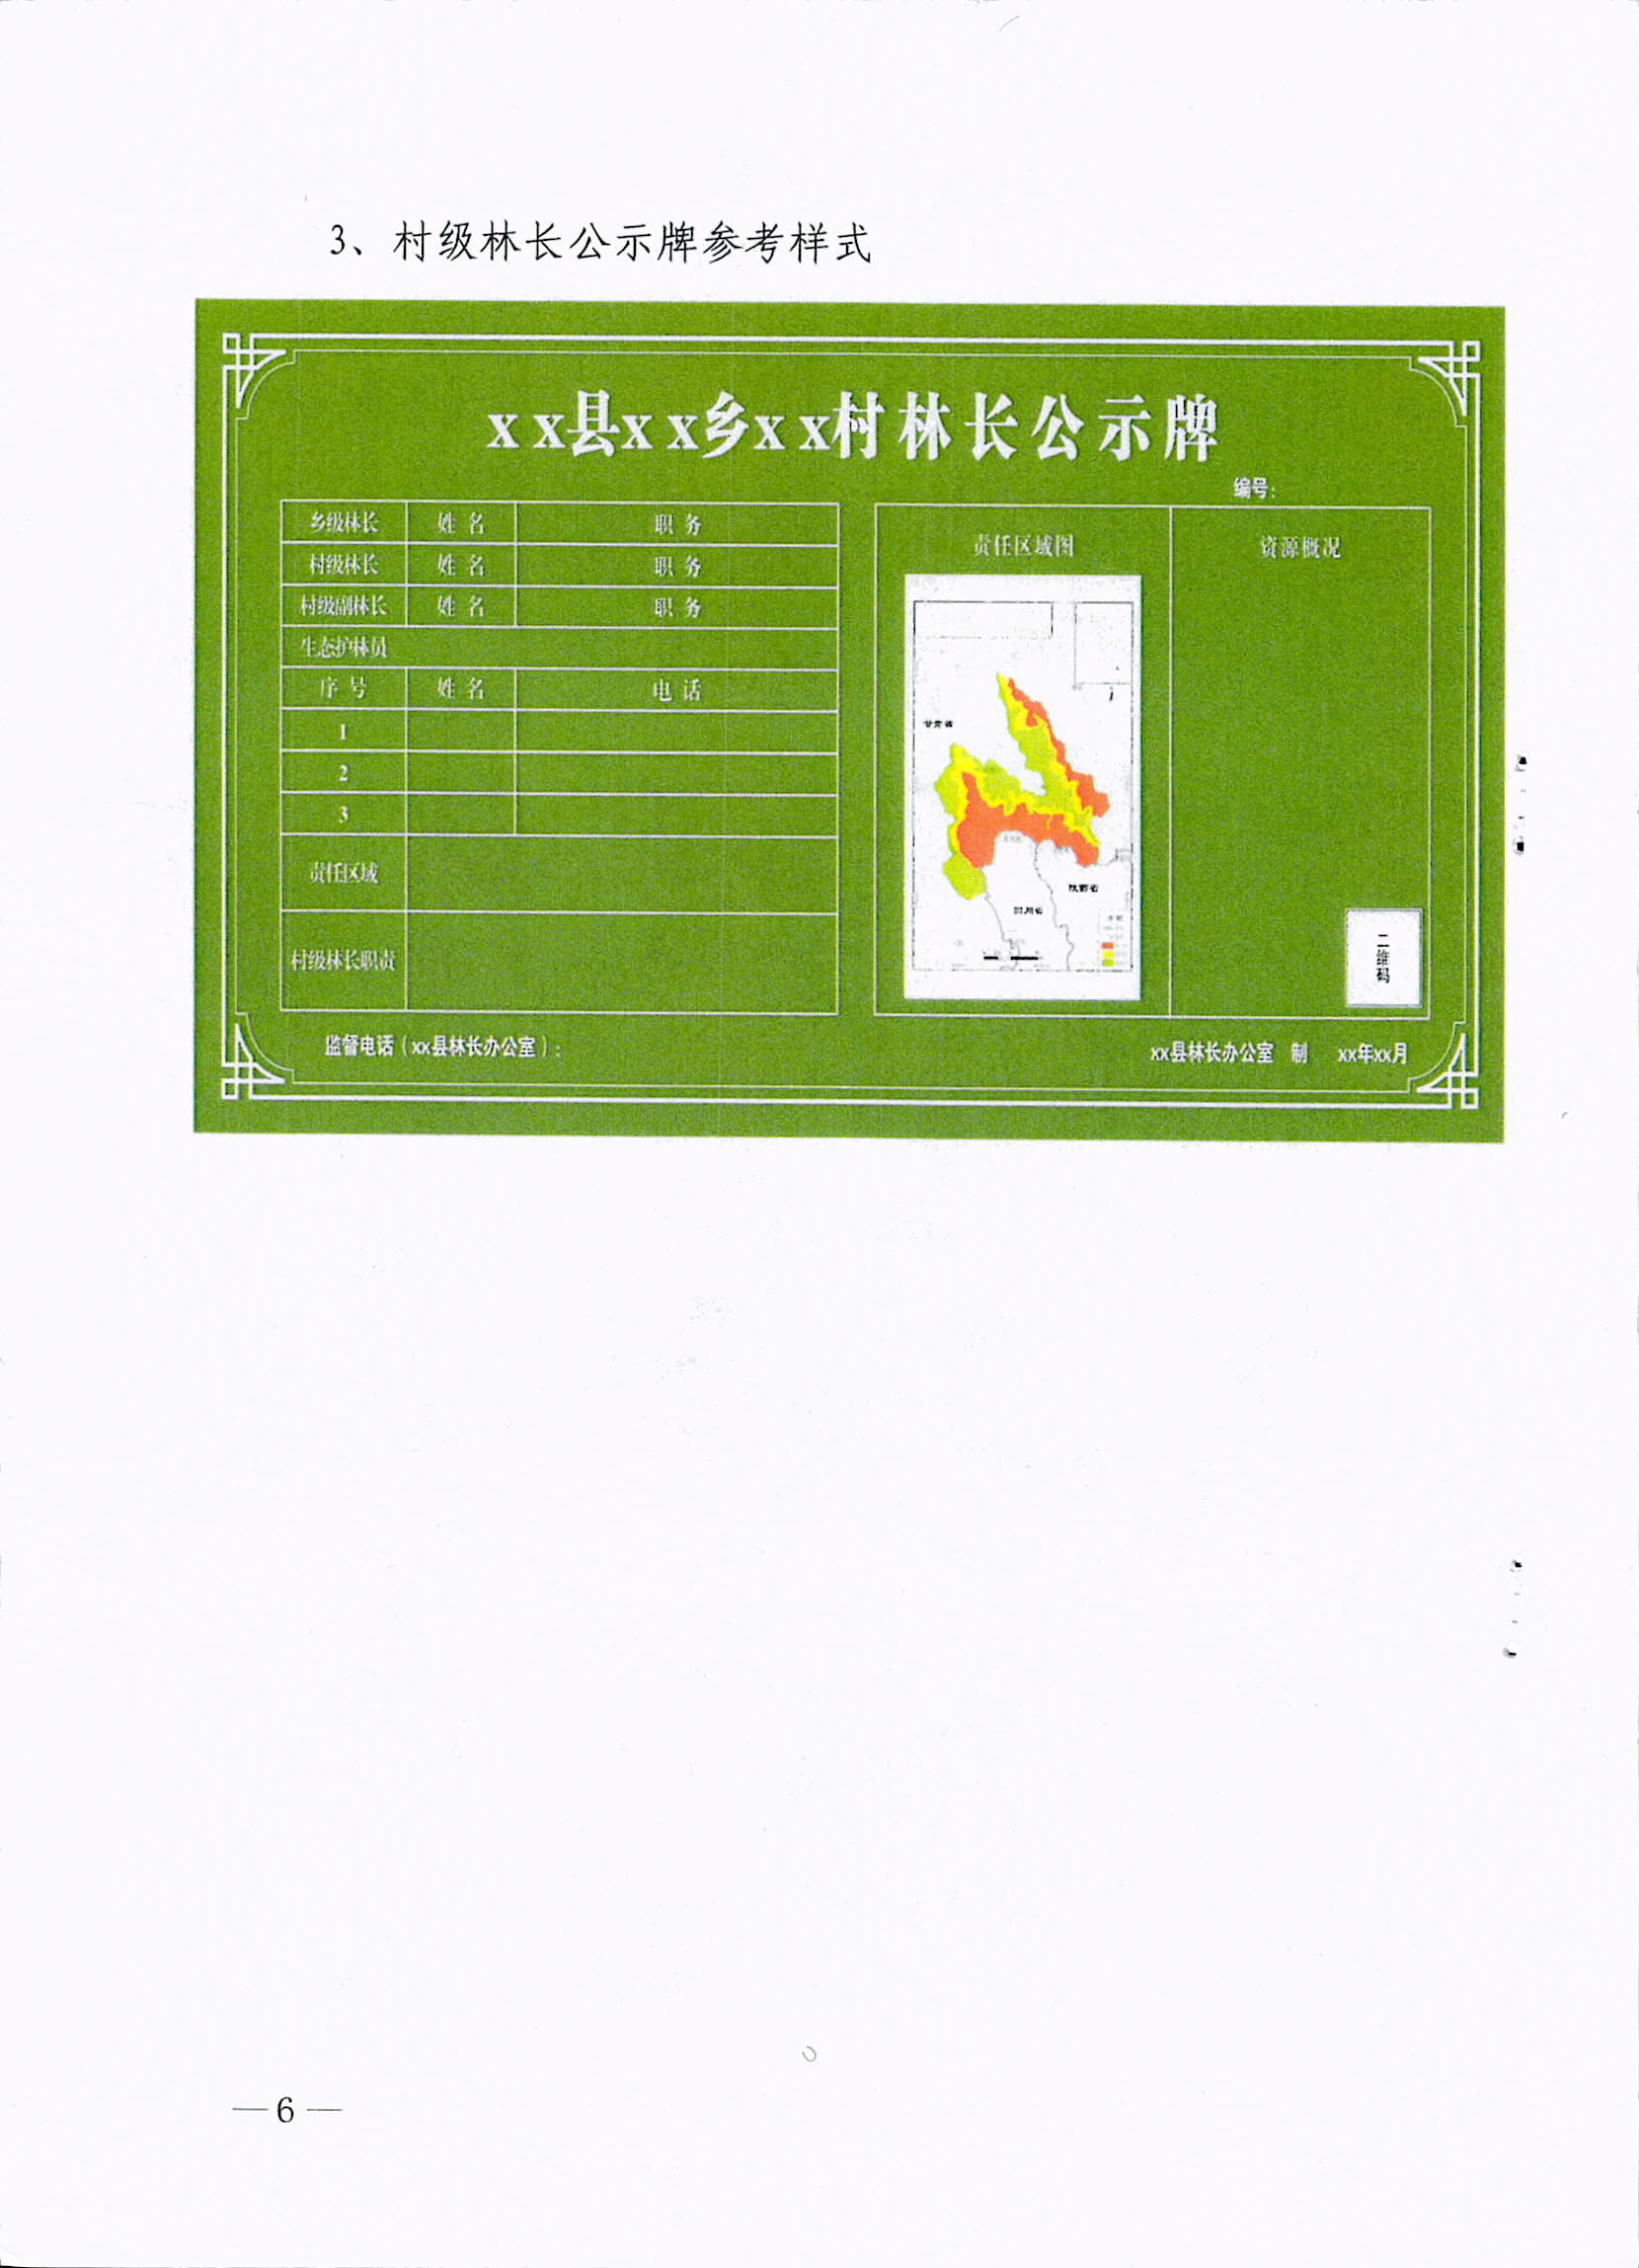 3、村级林长公示牌参考样式
xx县xx乡xx村林长公示牌
编号：
乡级林长 姓 名 职 务
村级林长 姓 名 职 务
村级副林长 姓 名 职 务
生态护林员
序 号 姓 名 电 话
1
2
3
责任区域
村级林长职责
责任区域图
甘肃省
陕西省
四川省
资源概况
二维码
监督电话（xx县林长办公室）：
xx县林长办公室 制 xx年xx月
—6—